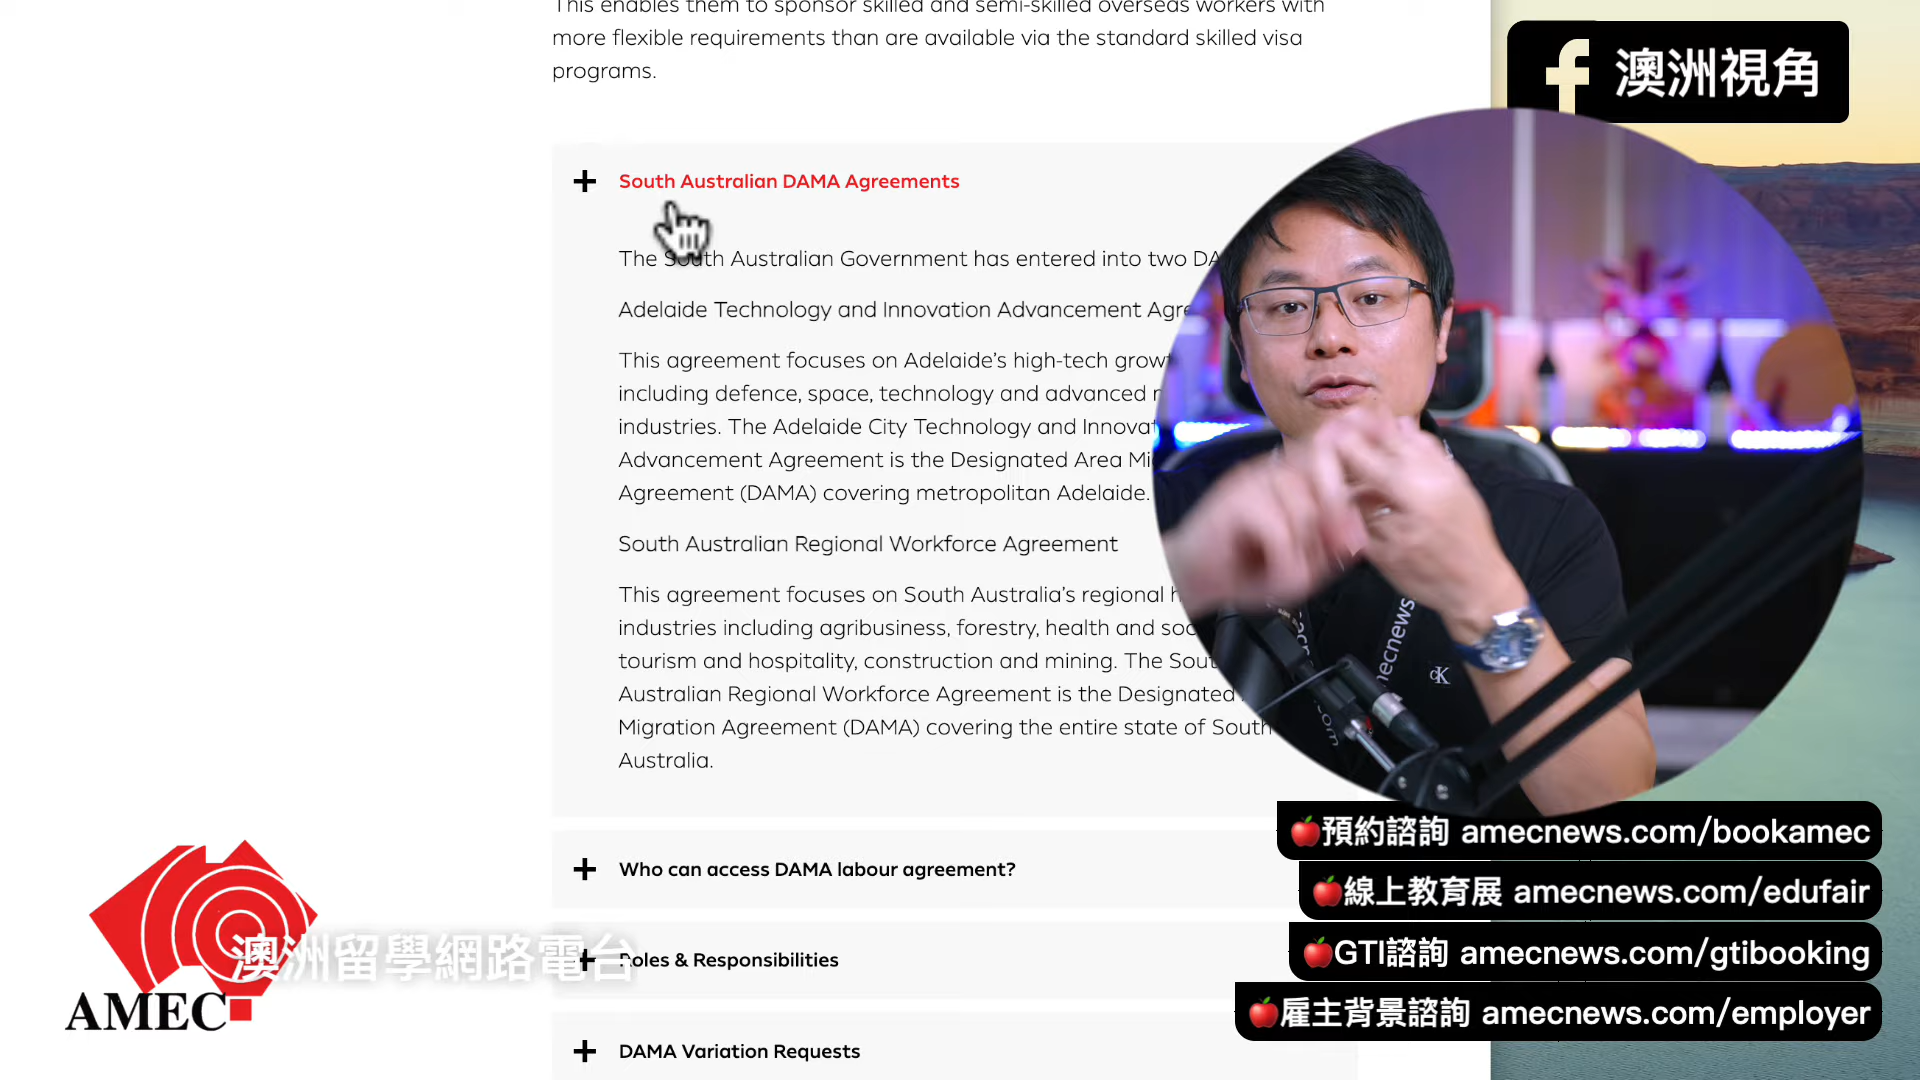 This enables them to sponsor skilled and semi-skilled overseas workers with
more flexible requirements than are available via the standard skilled visa
programs.
澳洲視角
South Australian DAMA Agreements
The South Australian Government has entered into two
Adelaide Technology and Innovation Advancement
This agreement focuses on Adelaide's high-tech
including defence, space, technology and advanced
industries. The Adelaide City Technology and
Advancement Agreement is the Designated Area
Agreement (DAMA) covering metropolitan Adelaide.
South Australian Regional Workforce Agreement
This agreement focuses on South Australia's regional
industries including agribusiness, forestry, health and
tourism and hospitality, construction and mining. The
Australian Regional Workforce Agreement is the Designated
Migration Agreement (DAMA) covering the entire state of South
Australia.
amecnews
.com
cK
Who can access DAMA labour agreement?
Roles & Responsibilities
DAMA Variation Requests
澳洲留學網路電台
AMEC
預約諮詢 amecnews.com/bookamec
線上教育展 amecnews.com/edufair
GTI諮詢 amecnews.com/gtibooking
雇主背景諮詢 amecnews.com/employer